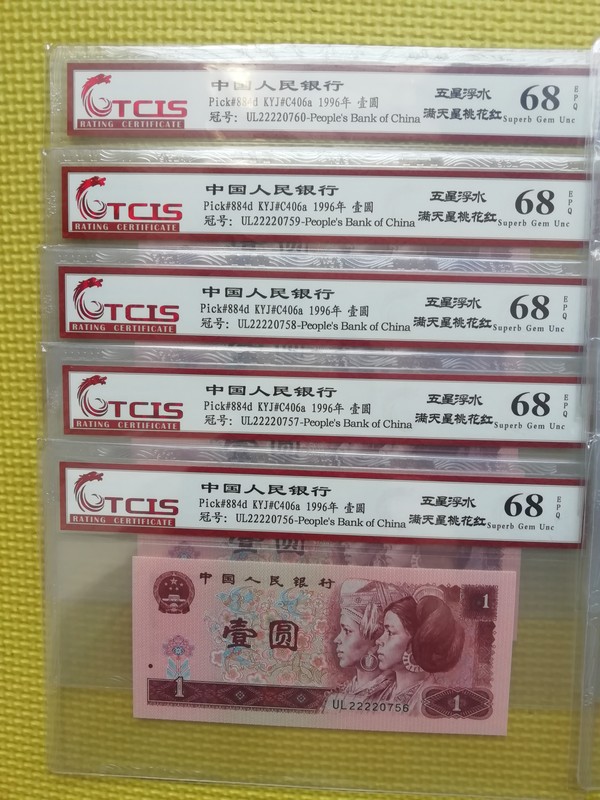 TCIS
RATING CERTIFICATE
中国人民银行
Pick#884d KYJ#C406a 1996年 壹圆
冠号: UL22220760-People's Bank of China
五星浮水
满天星桃花红
68
EPQ
Superb Gem Unc
TCIS
RATING CERTIFICATE
中国人民银行
Pick#884d KYJ#C406a 1996年 壹圆
冠号: UL22220759-People's Bank of China
五星浮水
满天星桃花红
68
EPQ
Superb Gem Unc
TCIS
RATING CERTIFICATE
中国人民银行
Pick#884d KYJ#C406a 1996年 壹圆
冠号: UL22220758-People's Bank of China
五星浮水
满天星桃花红
68
EPQ
Superb Gem Unc
TCIS
RATING CERTIFICATE
中国人民银行
Pick#884d KYJ#C406a 1996年 壹圆
冠号: UL22220757-People's Bank of China
五星浮水
满天星桃花红
68
EPQ
Superb Gem Unc
TCIS
RATING CERTIFICATE
中国人民银行
Pick#884d KYJ#C406a 1996年 壹圆
冠号: UL22220756-People's Bank of China
五星浮水
满天星桃花红
68
EPQ
Superb Gem Unc
中国人民银行
1
壹圆
1
UL22220756
1